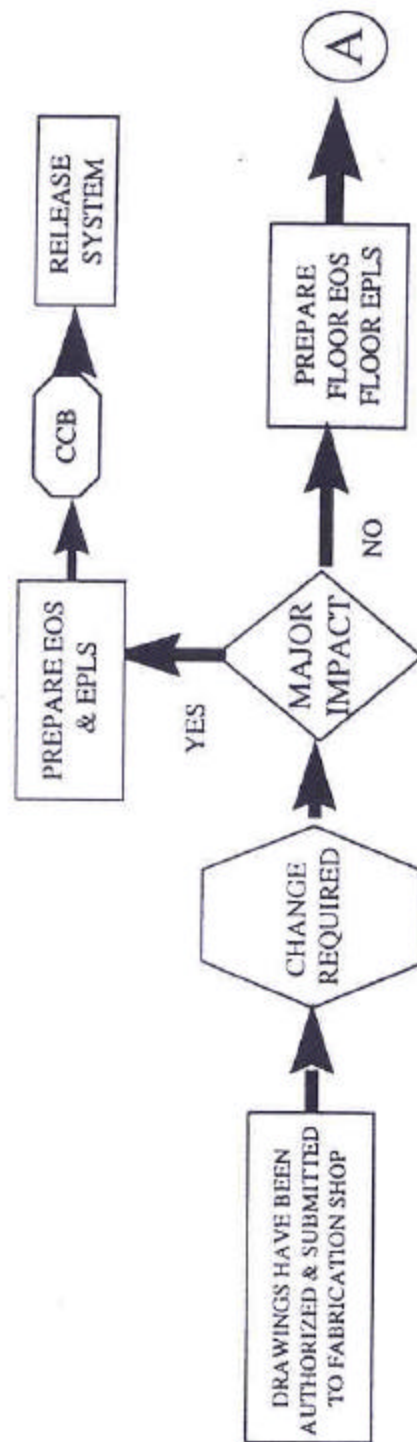 DRAWINGS HAVE BEEN
AUTHORIZED & SUBMITTED
TO FABRICATION SHOP
CHANGE
REQUIRED
MAJOR
IMPACT
YES
PREPARE EOS
& EPLS
CCB
RELEASE
SYSTEM
NO
PREPARE
FLOOR EOS
FLOOR EPLS
A